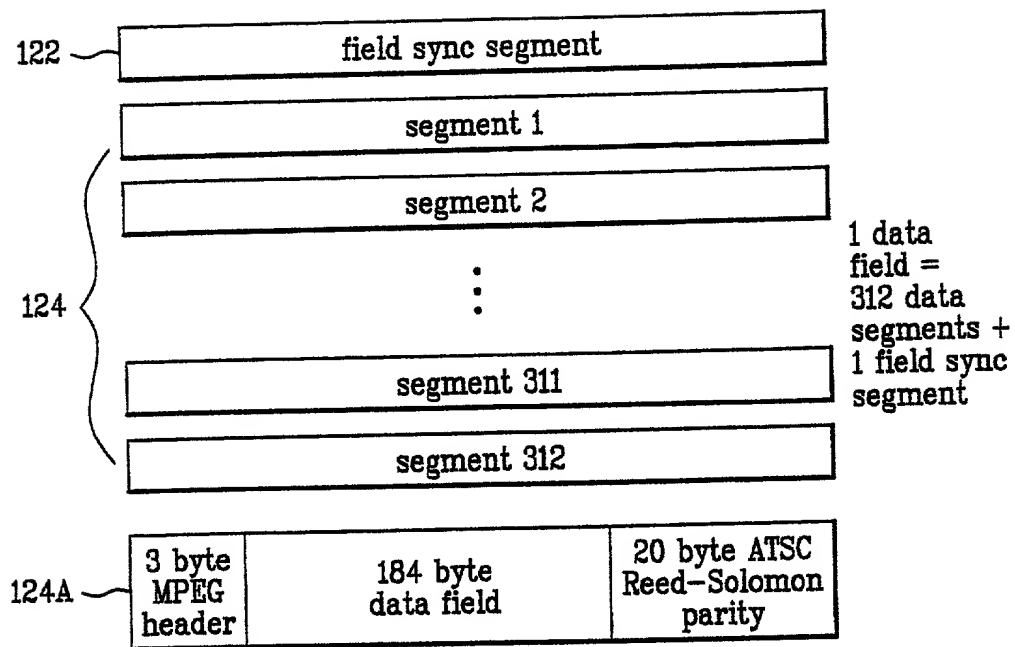 122
field sync segment
segment 1
segment 2
124
1 data
field =
312 data
segments +
1 field sync
segment
segment 311
segment 312
124A
3 byte
MPEG
header
184 byte
data field
20 byte ATSC
Reed-Solomon
parity